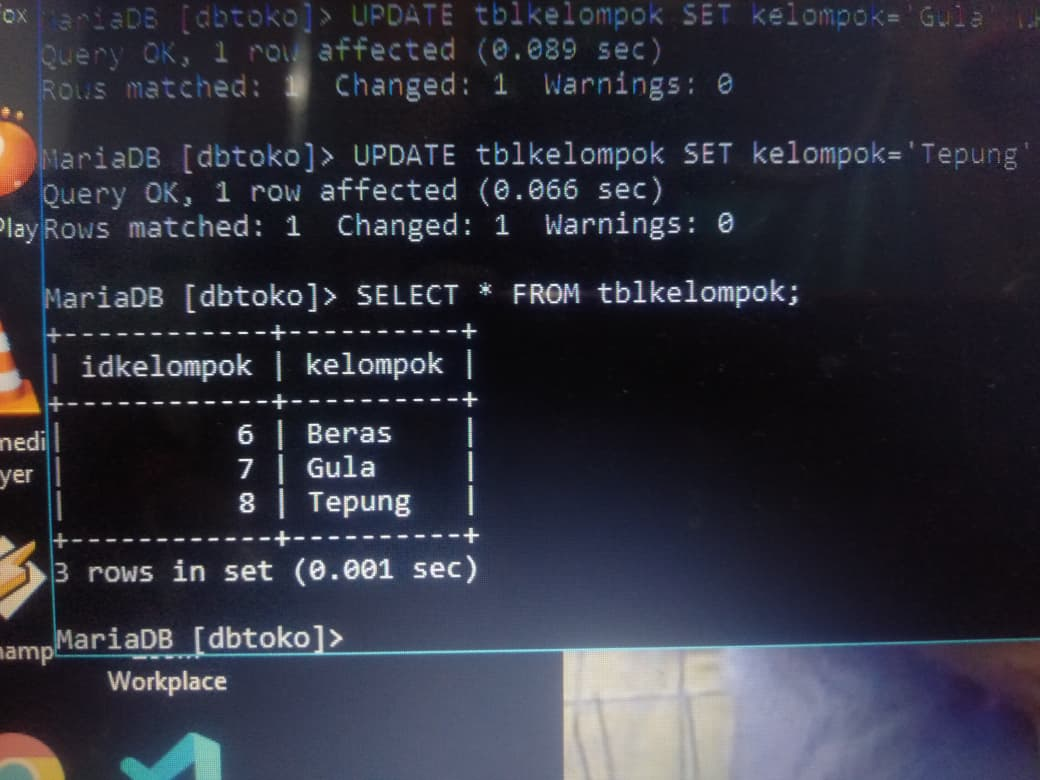 MariaDB [dbtoko]> UPDATE tblkelompok SET kelompok='Gula'
Query OK, 1 row affected (0.089 sec)
Rows matched: 1  Changed: 1  Warnings: 0
MariaDB [dbtoko]> UPDATE tblkelompok SET kelompok='Tepung'
Query OK, 1 row affected (0.066 sec)
Play
Rows matched: 1  Changed: 1  Warnings: 0
MariaDB [dbtoko]> SELECT * FROM tblkelompok;
+------------+----------+
| idkelompok | kelompok |
+------------+----------+
|          6 | Beras    |
|          7 | Gula     |
|          8 | Tepung   |
+------------+----------+
3 rows in set (0.001 sec)
MariaDB [dbtoko]>
Workplace